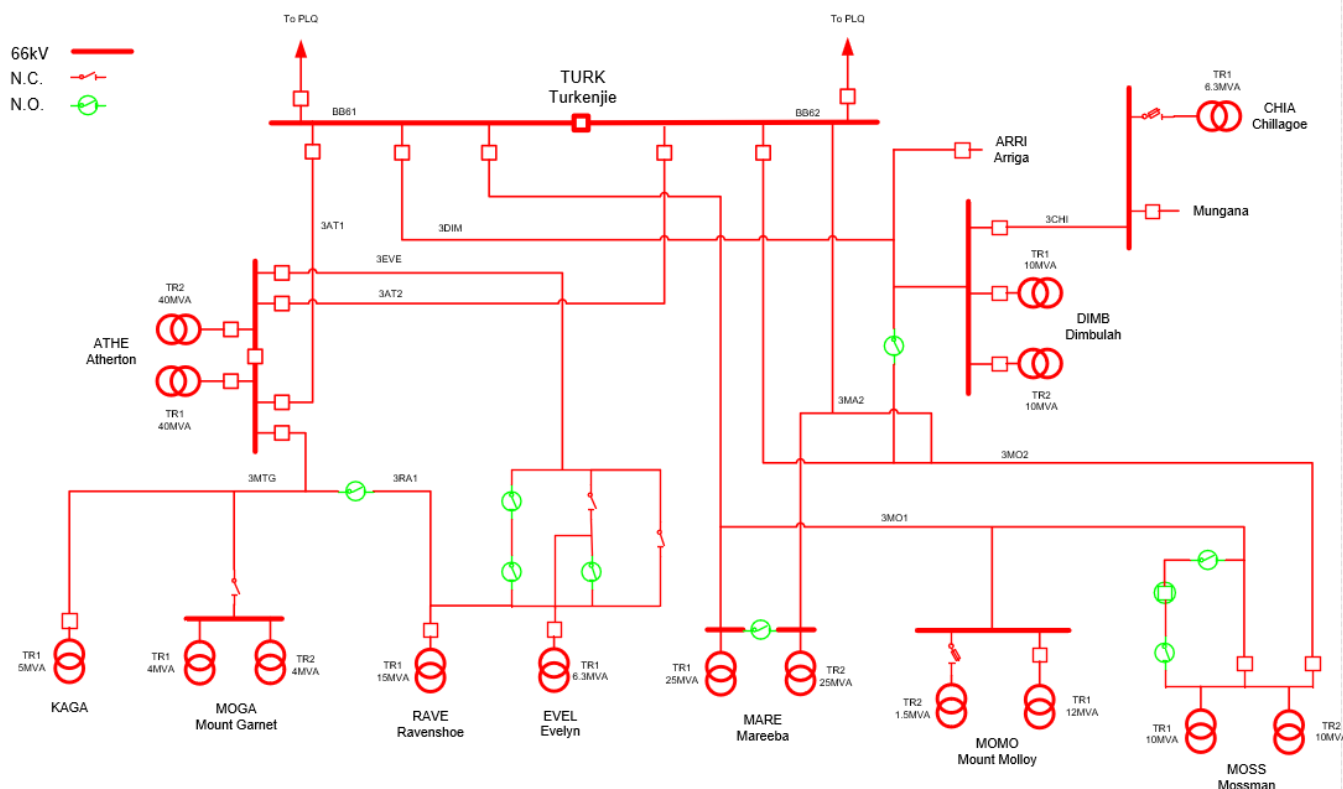 To PLQ
To PLQ
66kV
N.C.
N.O.
TURK
Turkenjie
BB61
BB62
TR1
6.3MVA
CHIA
Chillagoe
ARRI
Arriga
Mungana
3AT1
3DIM
3CHI
3EVE
3AT2
TR2
40MVA
ATHE
Atherton
TR1
40MVA
TR1
10MVA
DIMB
Dimbulah
TR2
10MVA
3MA2
3MO2
3MTG
3RA1
3MO1
TR1
5MVA
KAGA
TR1
4MVA
TR2
4MVA
MOGA
Mount Garnet
TR1
15MVA
RAVE
Ravenshoe
TR1
6.3MVA
EVEL
Evelyn
TR1
25MVA
TR2
25MVA
MARE
Mareeba
TR2
1.5MVA
TR1
12MVA
MOMO
Mount Molloy
TR1
10MVA
TR2
10MVA
MOSS
Mossman